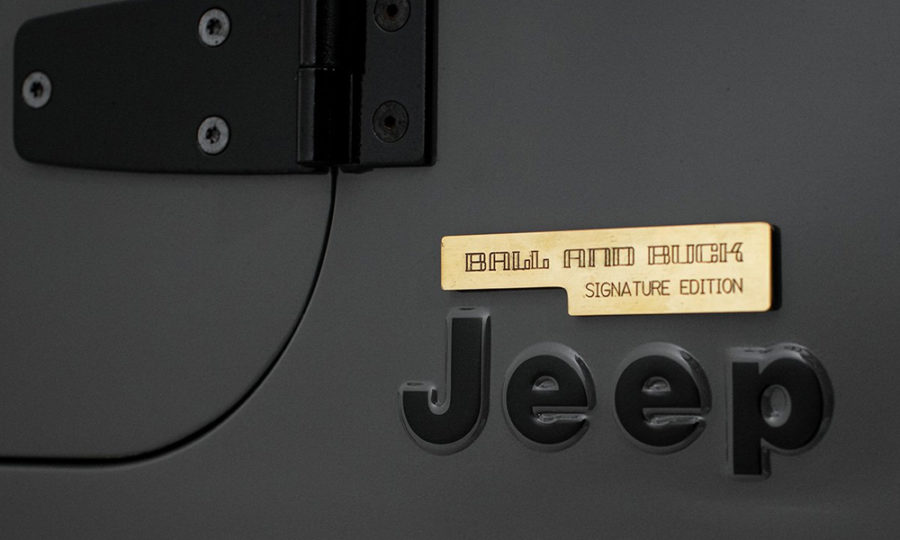 BALL AND BUCK
SIGNATURE EDITION
Jeep